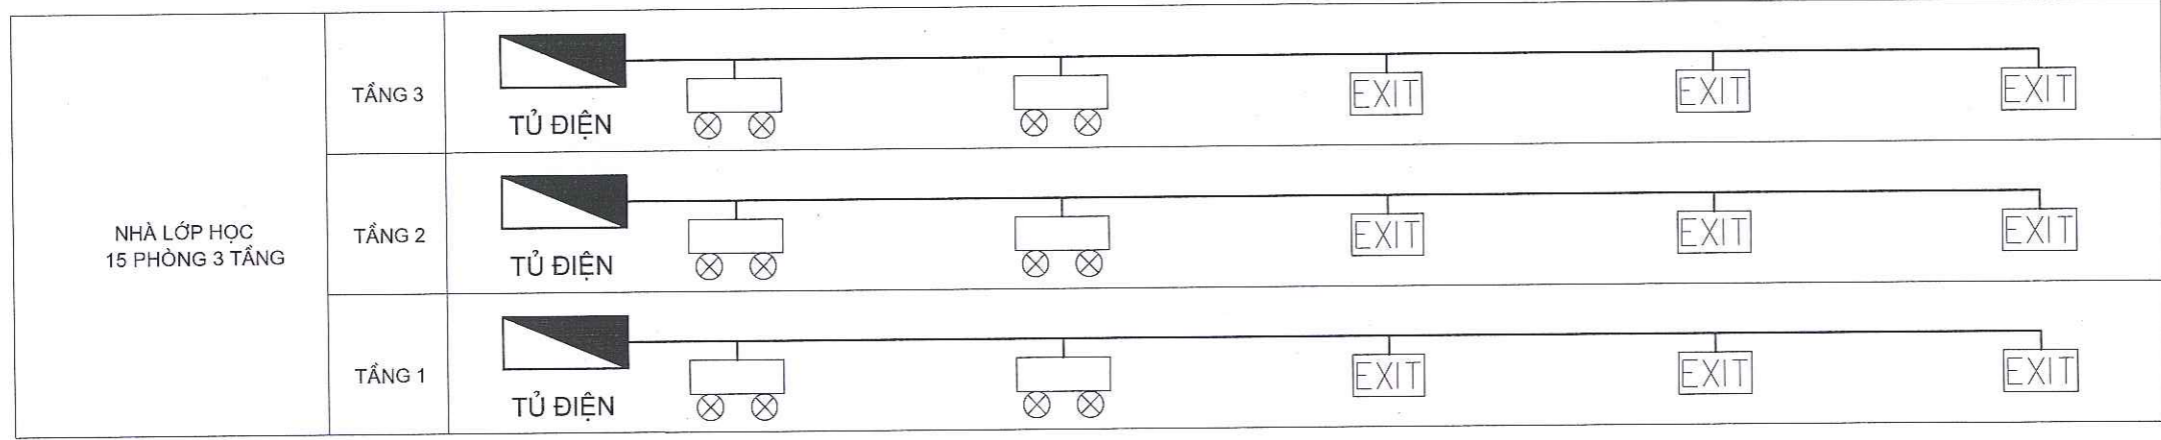 NHÀ LỚP HỌC
15 PHÒNG 3 TẦNG
TẦNG 3
TỦ ĐIỆN
EXIT
EXIT
EXIT
TẦNG 2
TỦ ĐIỆN
EXIT
EXIT
EXIT
TẦNG 1
TỦ ĐIỆN
EXIT
EXIT
EXIT